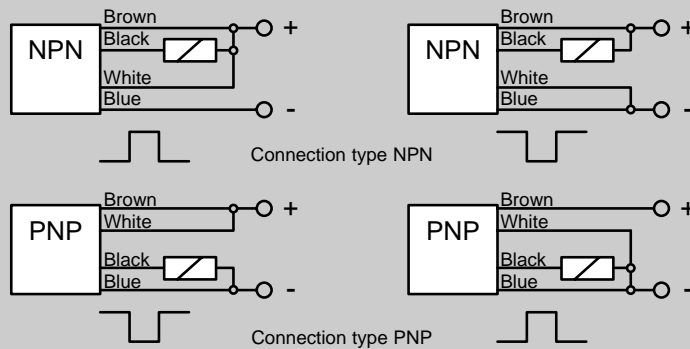 Brown
Black
NPN
White
Blue
+
-
Brown
Black
NPN
White
Blue
+
-
Connection type NPN
Brown
White
PNP
Black
Blue
+
-
Brown
White
PNP
Black
Blue
+
-
Connection type PNP